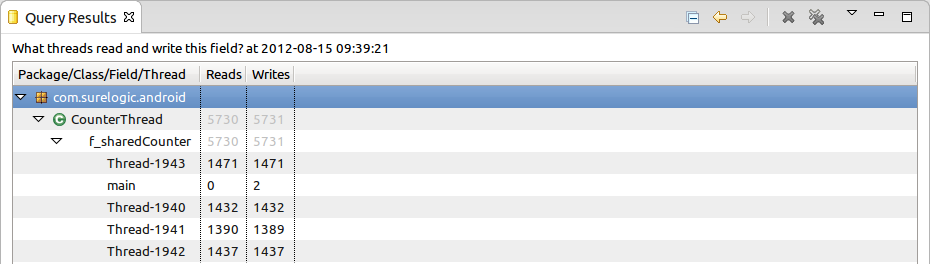 Query Results
What threads read and write this field? at 2012-08-15 09:39:21
Package/Class/Field/Thread Reads Writes
com.surelogic.android
CounterThread 5730 5731
f_sharedCounter 5730 5731
Thread-1943 1471 1471
main 0 2
Thread-1940 1432 1432
Thread-1941 1390 1389
Thread-1942 1437 1437